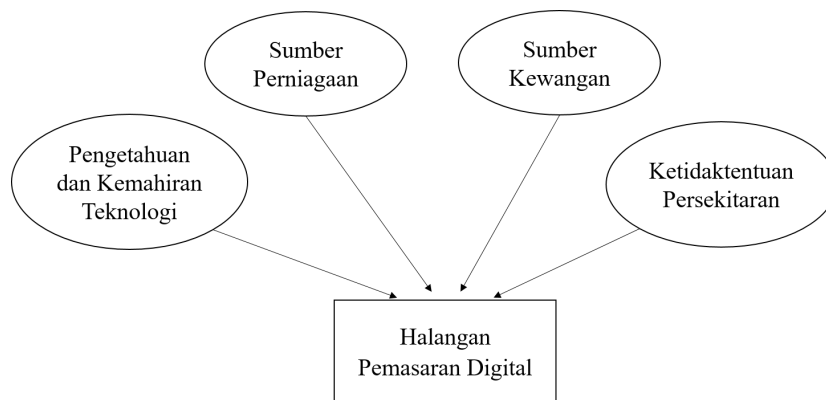 Sumber
Perniagaan
Sumber
Kewangan
Pengetahuan
dan Kemahiran
Teknologi
Ketidaktentuan
Persekitaran
Halangan
Pemasaran Digital